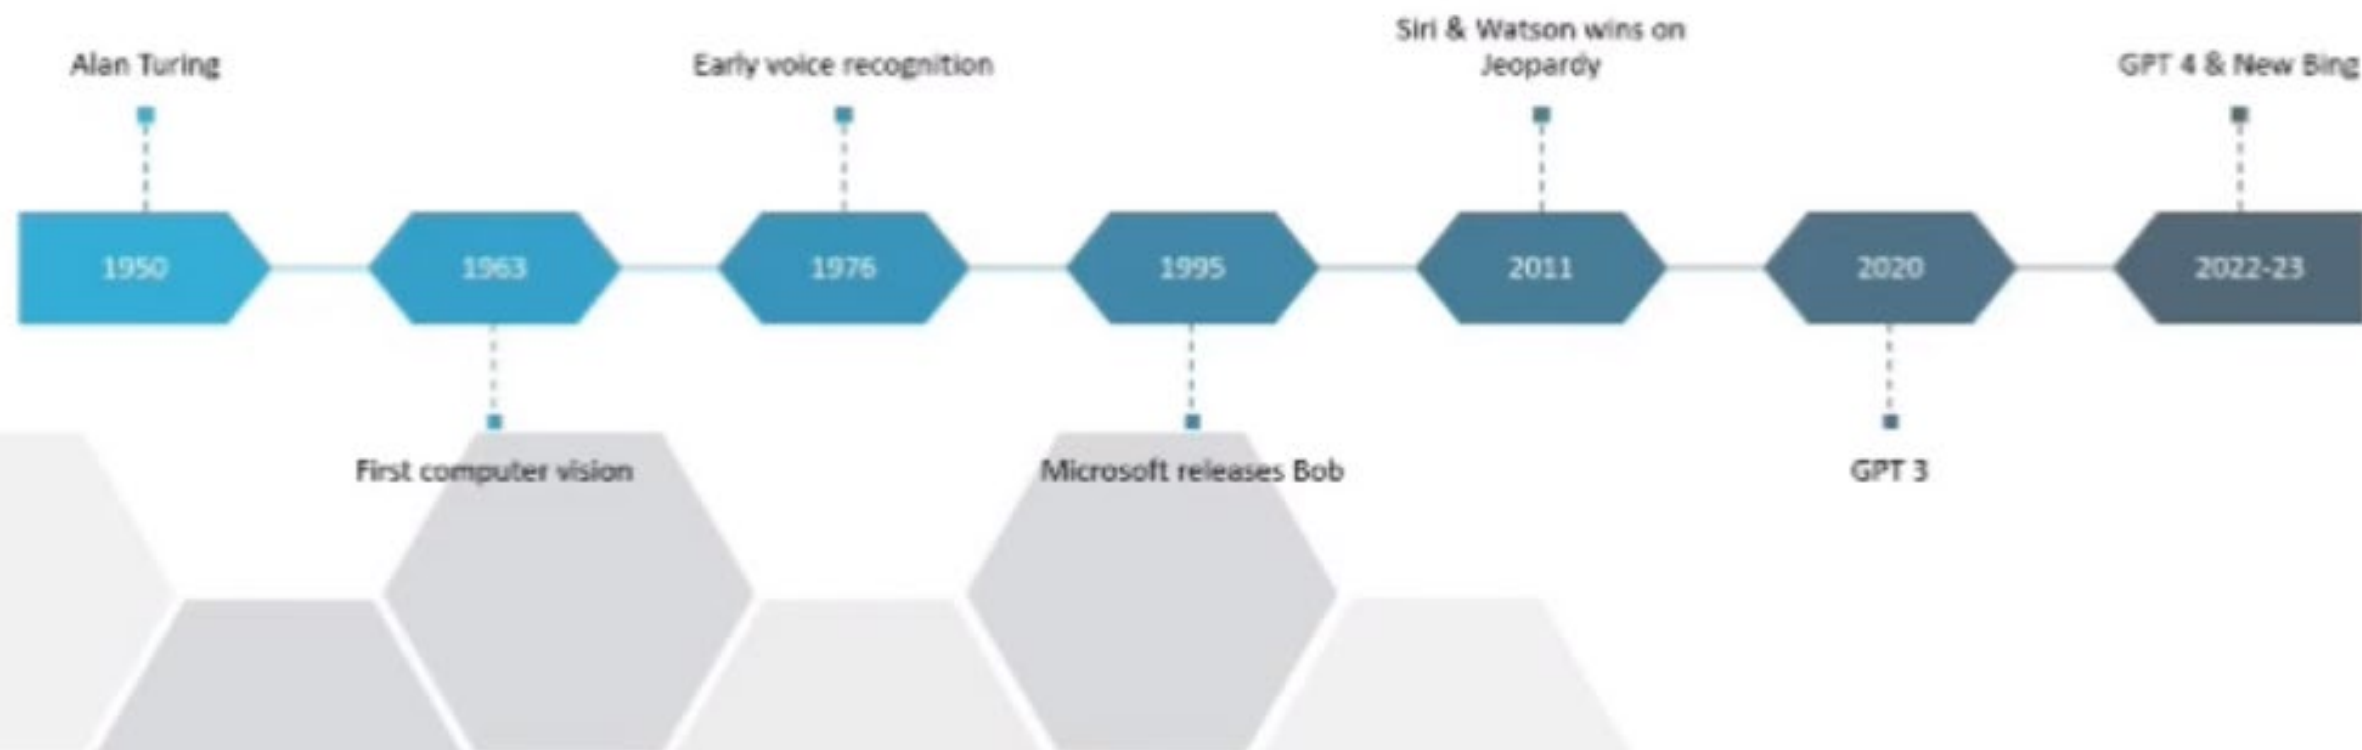 Alan Turing
Early voice recognition
Siri & Watson wins on
Jeopardy
GPT 4 & New Bing
1950
1963
1976
1995
2011
2020
2022-23
First computer vision
Microsoft releases Bob
GPT 3